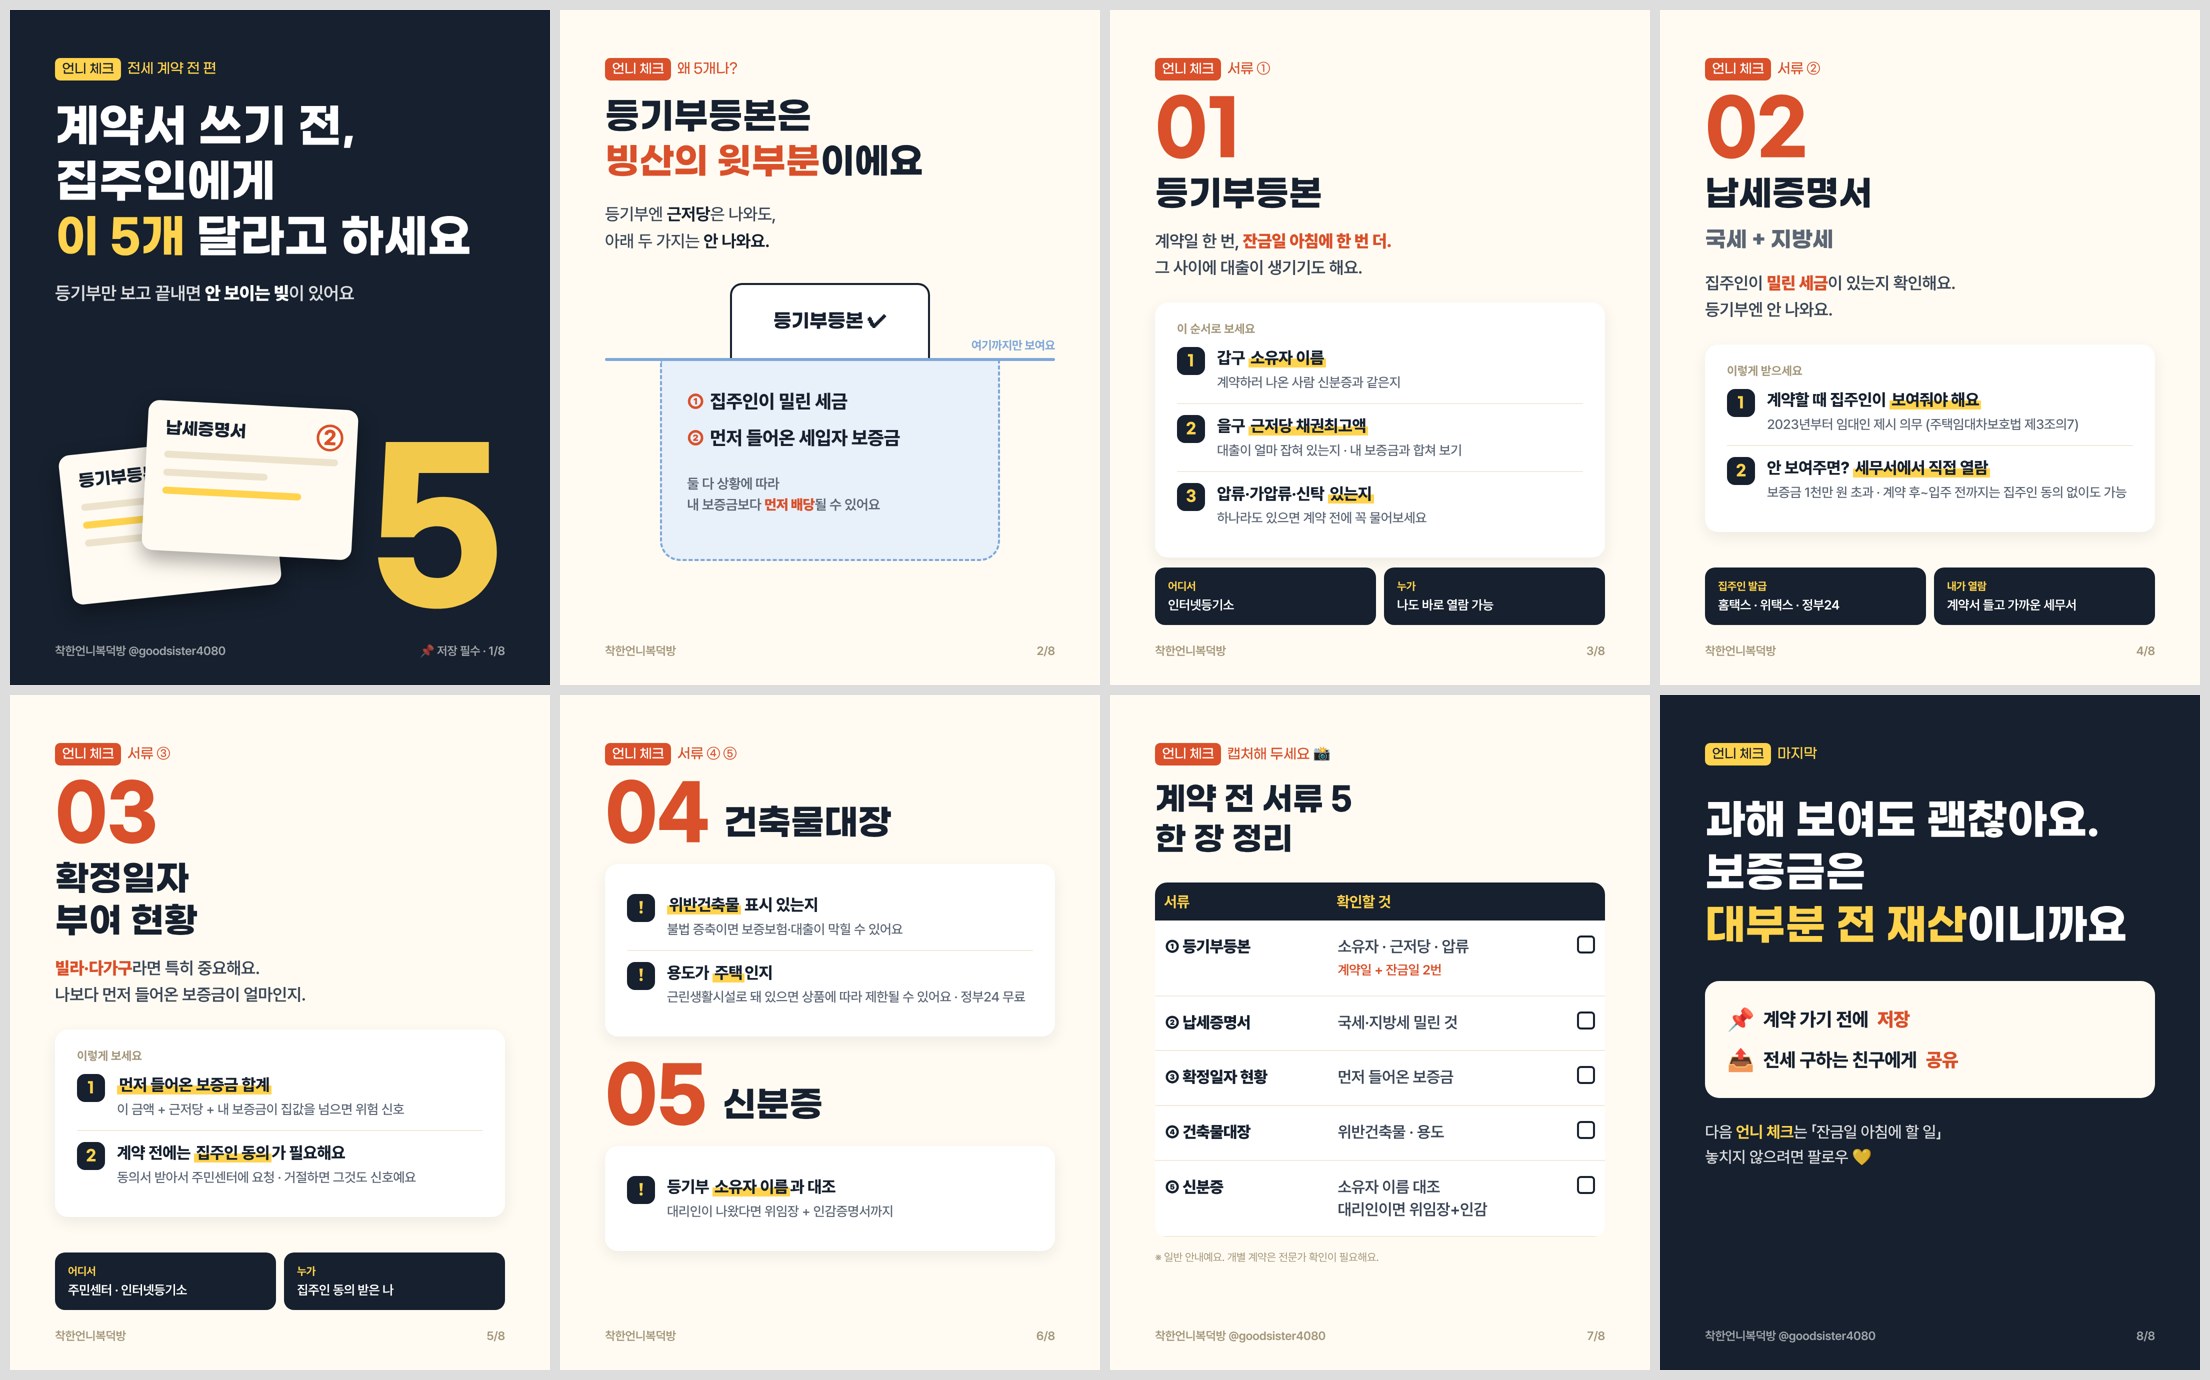 언니 체크 전세 계약 전 편
계약서 쓰기 전,
집주인에게
이 5개 달라고 하세요
등기부만 보고 끝내면 안 보이는 빚이 있어요
등기부등
납세증명서 ②
5
착한언니복덕방 @goodsister4080
📌 저장 필수 · 1/8
언니 체크 왜 5개냐?
등기부등본은
빙산의 윗부분이에요
등기부엔 근저당은 나와도,
아래 두 가지는 안 나와요.
등기부등본 ✔
여기까지만 보여요
① 집주인이 밀린 세금
② 먼저 들어온 세입자 보증금
둘 다 상황에 따라
내 보증금보다 먼저 배당될 수 있어요
착한언니복덕방
2/8
언니 체크 서류 ①
01
등기부등본
계약일 한 번, 잔금일 아침에 한 번 더.
그 사이에 대출이 생기기도 해요.
이 순서로 보세요
1 갑구 소유자 이름
계약하러 나온 사람 신분증과 같은지
2 을구 근저당 채권최고액
대출이 얼마 잡혀 있는지 · 내 보증금과 합쳐 보기
3 압류·가압류·신탁 있는지
하나라도 있으면 계약 전에 꼭 물어보세요
어디서
인터넷등기소
누가
나도 바로 열람 가능
착한언니복덕방
3/8
언니 체크 서류 ②
02
납세증명서
국세 + 지방세
집주인이 밀린 세금이 있는지 확인해요.
등기부엔 안 나와요.
이렇게 받으세요
1 계약할 때 집주인이 보여줘야 해요
2023년부터 임대인 제시 의무 (주택임대차보호법 제3조의7)
2 안 보여주면? 세무서에서 직접 열람
보증금 1천만 원 초과 · 계약 후~입주 전까지는 집주인 동의 없이도 가능
집주인 발급
홈택스 · 위택스 · 정부24
내가 열람
계약서 들고 가까운 세무서
착한언니복덕방
4/8
언니 체크 서류 ③
03
확정일자
부여 현황
빌라·다가구라면 특히 중요해요.
나보다 먼저 들어온 보증금이 얼마인지.
이렇게 보세요
1 먼저 들어온 보증금 합계
이 금액 + 근저당 + 내 보증금이 집값을 넘으면 위험 신호
2 계약 전에는 집주인 동의가 필요해요
동의서 받아서 주민센터에 요청 · 거절하면 그것도 신호예요
어디서
주민센터 · 인터넷등기소
누가
집주인 동의 받은 나
착한언니복덕방
5/8
언니 체크 서류 ④ ⑤
04 건축물대장
! 위반건축물 표시 있는지
불법 증축이면 보증보험·대출이 막힐 수 있어요
! 용도가 주택인지
근린생활시설로 돼 있으면 상품에 따라 제한될 수 있어요 · 정부24 무료
05 신분증
! 등기부 소유자 이름과 대조
대리인이 나왔다면 위임장 + 인감증명서까지
착한언니복덕방
6/8
언니 체크 캡처해 두세요 📸
계약 전 서류 5
한 장 정리
서류 확인할 것
① 등기부등본 소유자 · 근저당 · 압류
계약일 + 잔금일 2번
② 납세증명서 국세·지방세 밀린 것
③ 확정일자 현황 먼저 들어온 보증금
④ 건축물대장 위반건축물 · 용도
⑤ 신분증 소유자 이름 대조
대리인이면 위임장+인감
※ 일반 안내예요. 개별 계약은 전문가 확인이 필요해요.
착한언니복덕방 @goodsister4080
7/8
언니 체크 마지막
과해 보여도 괜찮아요.
보증금은
대부분 전 재산이니까요
📌 계약 가기 전에 저장
📤 전세 구하는 친구에게 공유
다음 언니 체크는 「잔금일 아침에 할 일」
놓치지 않으려면 팔로우 💛
착한언니복덕방 @goodsister4080
8/8